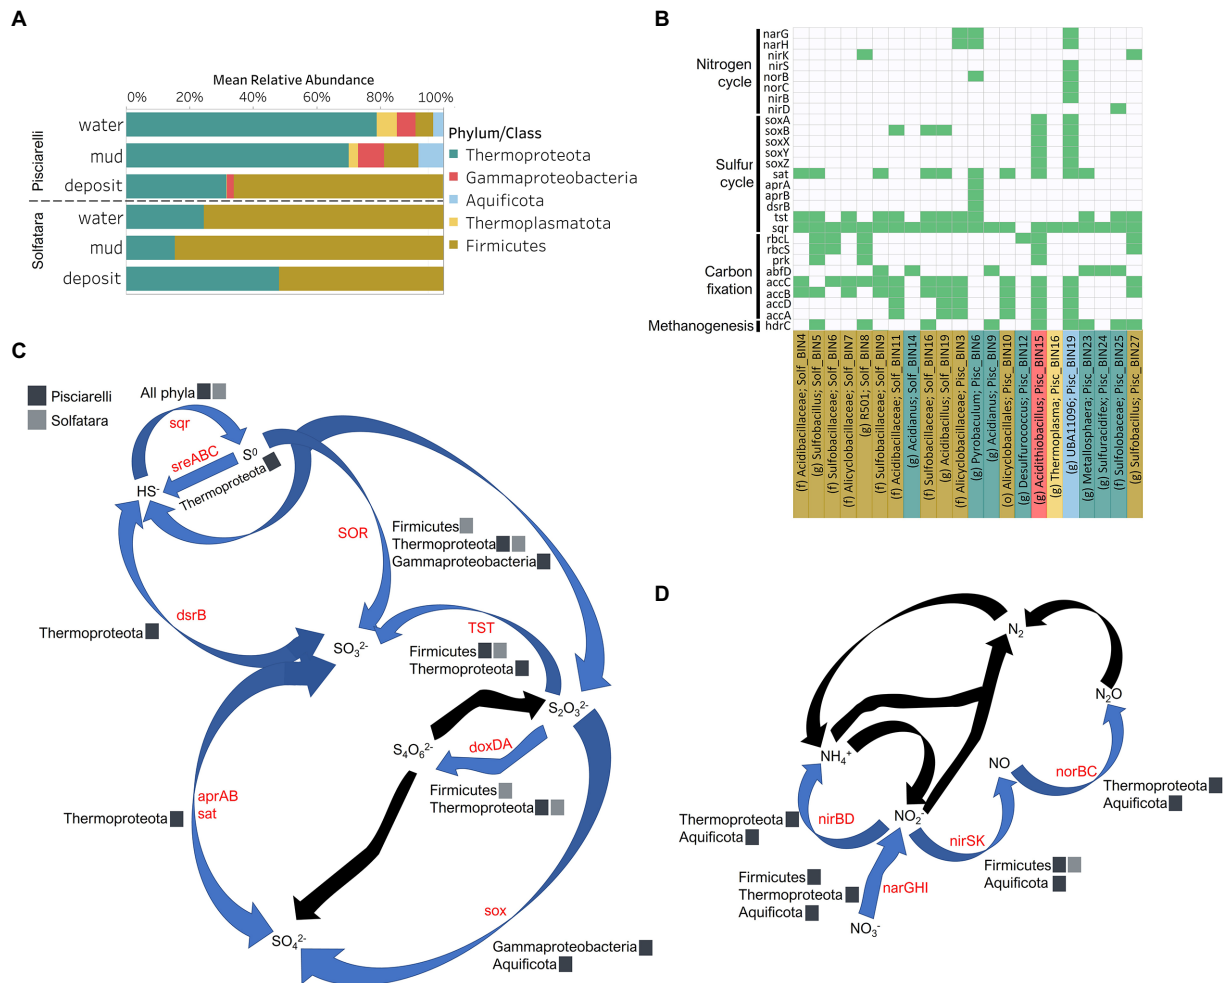 A
Mean Relative Abundance
0% 20% 40% 60% 80% 100%
Pisciarelli
water
mud
deposit
Solfatara
water
mud
deposit
Phylum/Class
Thermoproteota
Gammaproteobacteria
Aquificota
Thermoplasmatota
Firmicutes
B
Nitrogen cycle
narG
narH
nirK
nirS
norB
norC
nirB
nirD
Sulfur cycle
soxA
soxB
soxX
soxY
soxZ
sat
aprA
aprB
dsrB
tst
sqr
Carbon fixation
rbcL
rbcS
prk
abfD
accC
accB
accD
accA
Methanogenesis
hdrC
(f) Acidibacillaceae; Solf_BIN4
(g) Sulfobacillus; Solf_BIN5
(f) Sulfobacillaceae; Solf_BIN6
(f) Alicyclobacillaceae; Solf_BIN7
(g) R501; Solf_BIN8
(f) Sulfobacillaceae; Solf_BIN9
(f) Acidibacillaceae; Solf_BIN11
(g) Acidianus; Solf_BIN14
(f) Sulfobacillaceae; Solf_BIN16
(g) Acidibacillus; Solf_BIN19
(f) Alicyclobacillaceae; Pisc_BIN3
(g) Pyrobaculum; Pisc_BIN6
(g) Acidianus; Pisc_BIN9
(o) Alicyclobacillales; Pisc_BIN10
(g) Desulfurococcus; Pisc_BIN12
(g) Acidithiobacillus; Pisc_BIN15
(g) Thermoplasma; Pisc_BIN16
(g) UBA11096; Pisc_BIN19
(g) Metallosphaera; Pisc_BIN23
(g) Sulfuracidifex; Pisc_BIN24
(f) Sulfolobaceae; Pisc_BIN25
(g) Sulfobacillus; Pisc_BIN27
C
Pisciarelli
Solfatara
All phyla
sqr
sreABC
S⁰
Thermoproteota
HS⁻
SOR
Firmicutes
Thermoproteota
Gammaproteobacteria
dsrB
Thermoproteota
SO₃²⁻
TST
Firmicutes
Thermoproteota
S₂O₃²⁻
S₄O₆²⁻
doxDA
Firmicutes
Thermoproteota
aprAB
sat
Thermoproteota
sox
SO₄²⁻
Gammaproteobacteria
Aquificota
D
N₂
N₂O
NH₄⁺
NO
norBC
Thermoproteota
Aquificota
Thermoproteota
Aquificota
nirBD
NO₂⁻
nirSK
Firmicutes
Aquificota
Firmicutes
Thermoproteota
Aquificota
narGHI
NO₃⁻